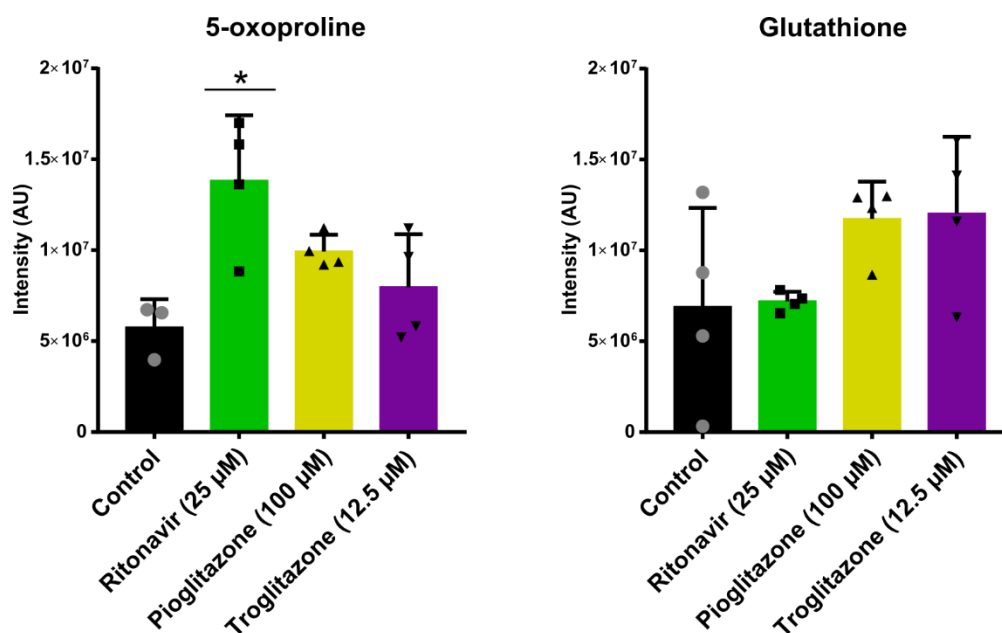 5-oxoproline
2×10⁷
1.5×10⁷
1×10⁷
5×10⁶
0
Intensity (AU)
*
Control
Ritonavir (25 µM)
Pioglitazone (100 µM)
Troglitazone (12.5 µM)
Glutathione
2×10⁷
1.5×10⁷
1×10⁷
5×10⁶
0
Intensity (AU)
Control
Ritonavir (25 µM)
Pioglitazone (100 µM)
Troglitazone (12.5 µM)